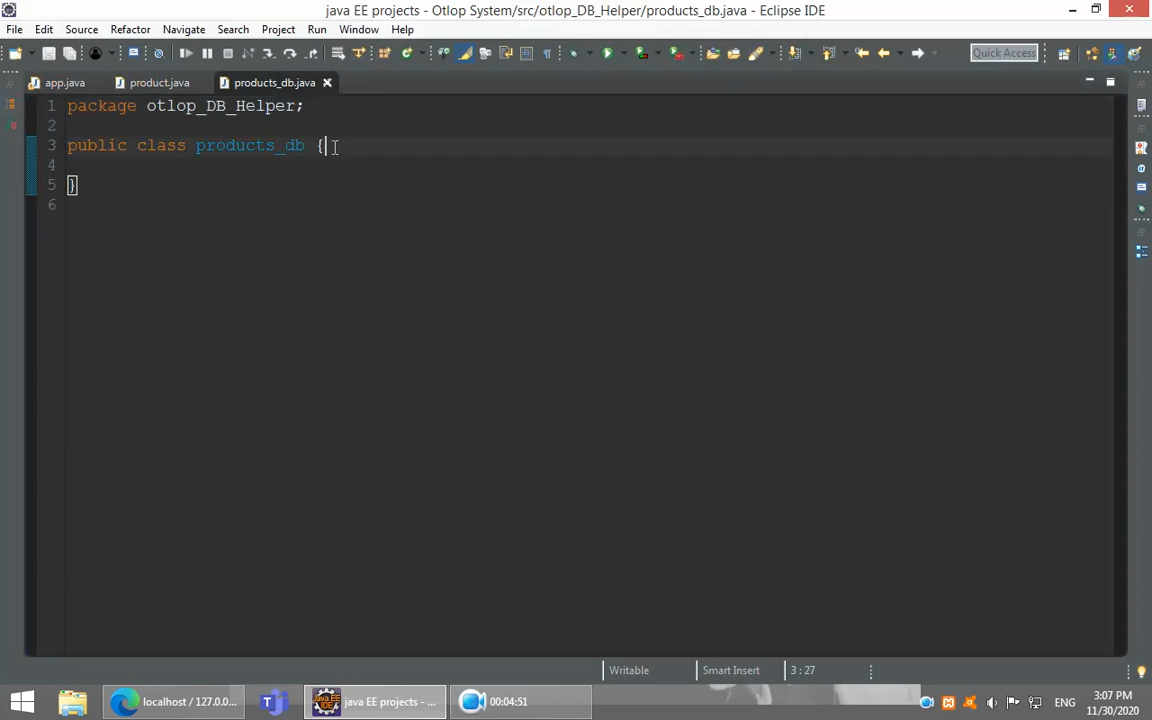 java EE projects - Otlop System/src/otlop_DB_Helper/products_db.java - Eclipse IDE
File Edit Source Refactor Navigate Search Project Run Window Help
Quick Access
app.java product.java products_db.java
1 package otlop_DB_Helper;
2
3 public class products_db {
4
5 }
6
Writable Smart Insert 3 : 27
localhost / 127.0.0... java EE projects - ... 00:04:51 ENG 3:07 PM
11/30/2020